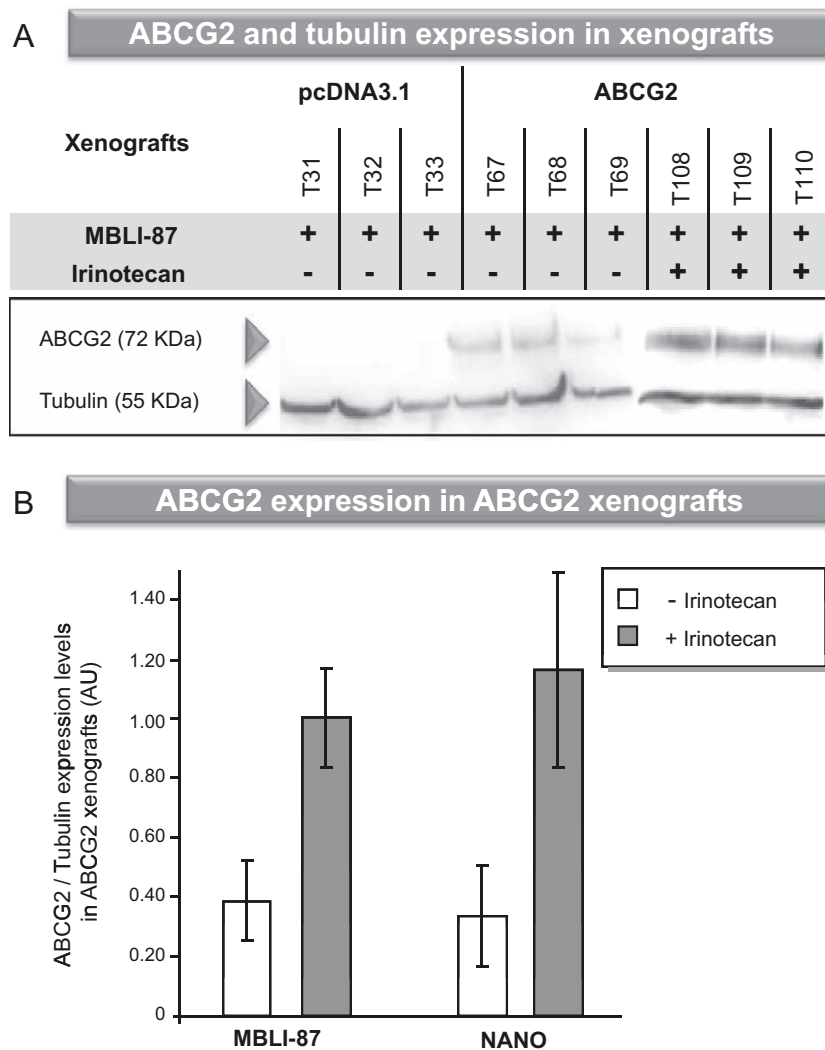 A
ABCG2 and tubulin expression in xenografts
pcDNA3.1
ABCG2
Xenografts
T31
T32
T33
T67
T68
T69
T108
T109
T110
MBLI-87 + + + + + + + + +
Irinotecan - - - - - - + + +
ABCG2 (72 KDa)
Tubulin (55 KDa)
B
ABCG2 expression in ABCG2 xenografts
ABCG2 / Tubulin expression levels
in ABCG2 xenografts (AU)
1.40
1.20
1.00
0.80
0.60
0.40
0.20
0
- Irinotecan
+ Irinotecan
MBLI-87
NANO